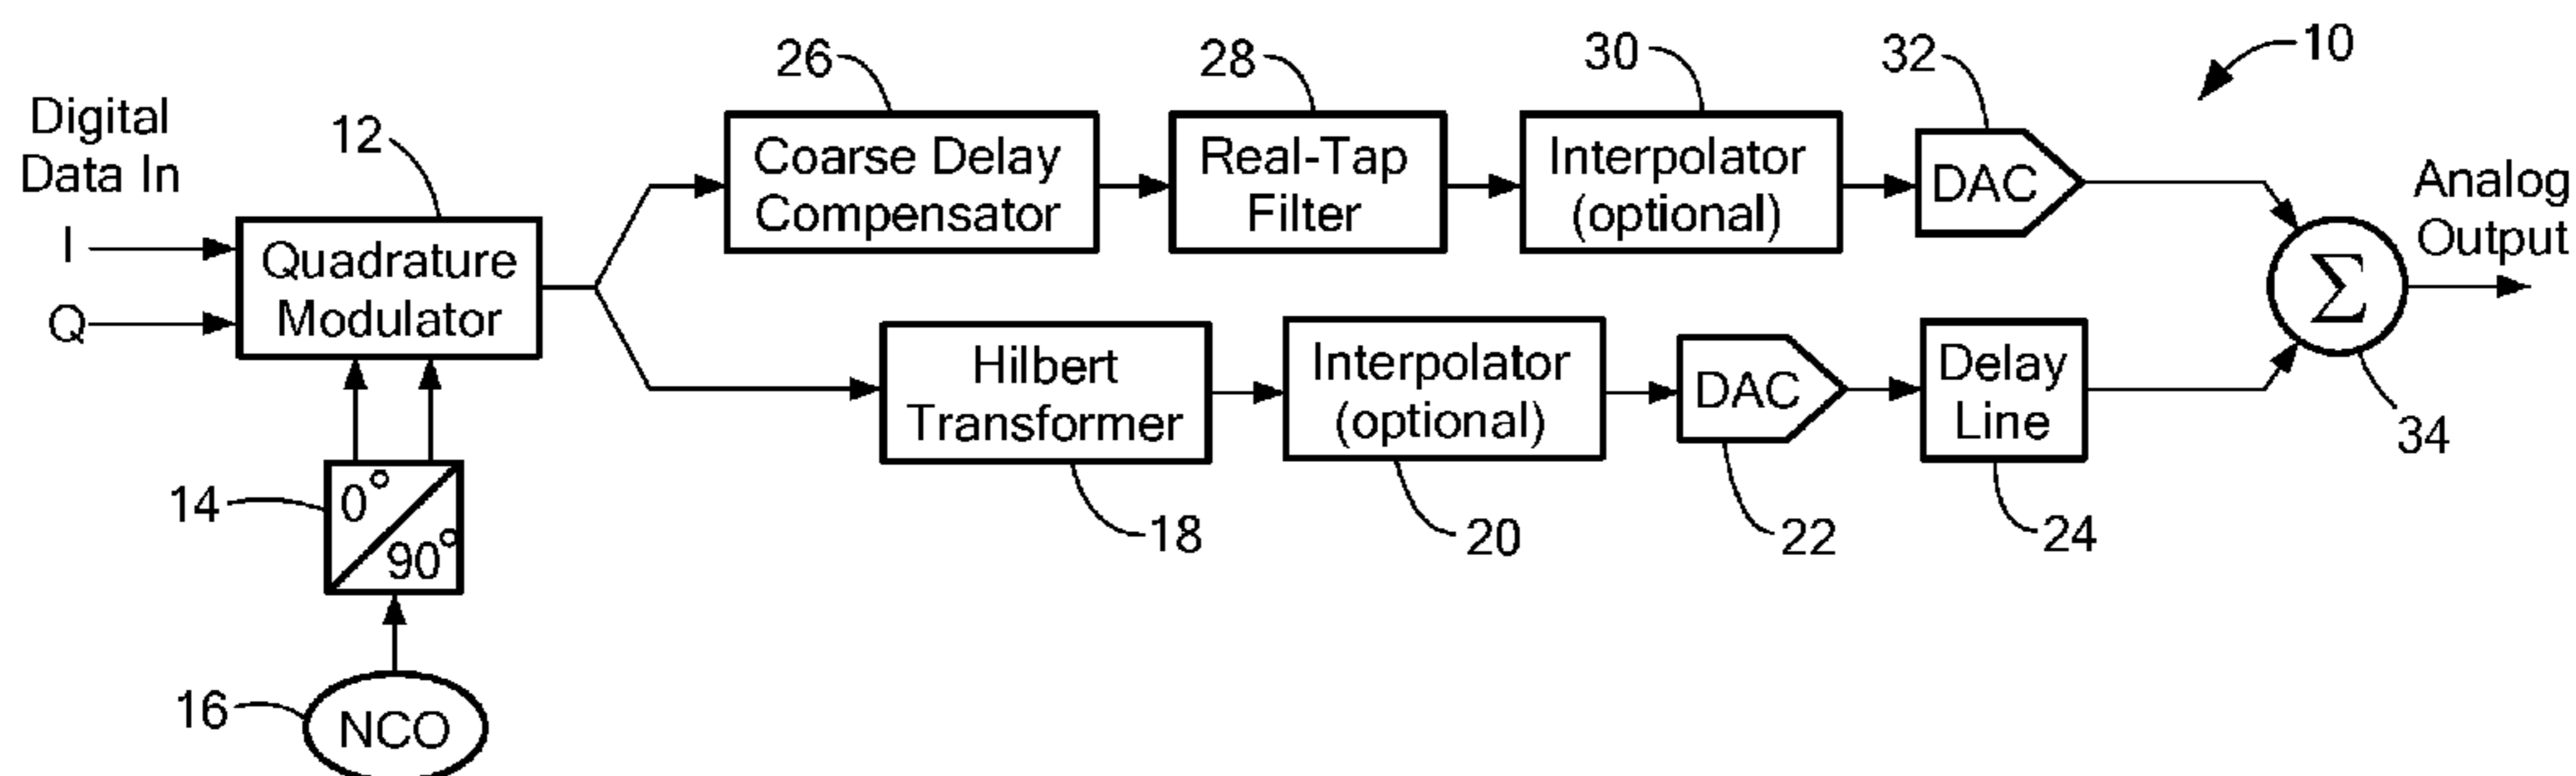 26
28
30
32
10
Digital
Data In
12
Coarse Delay
Compensator
Real-Tap
Filter
Interpolator
(optional)
DAC
Analog
Output
I
Q
Quadrature
Modulator
Σ
Hilbert
Transformer
Interpolator
(optional)
DAC
Delay
Line
34
14
0°
90°
18
20
22
24
16
NCO